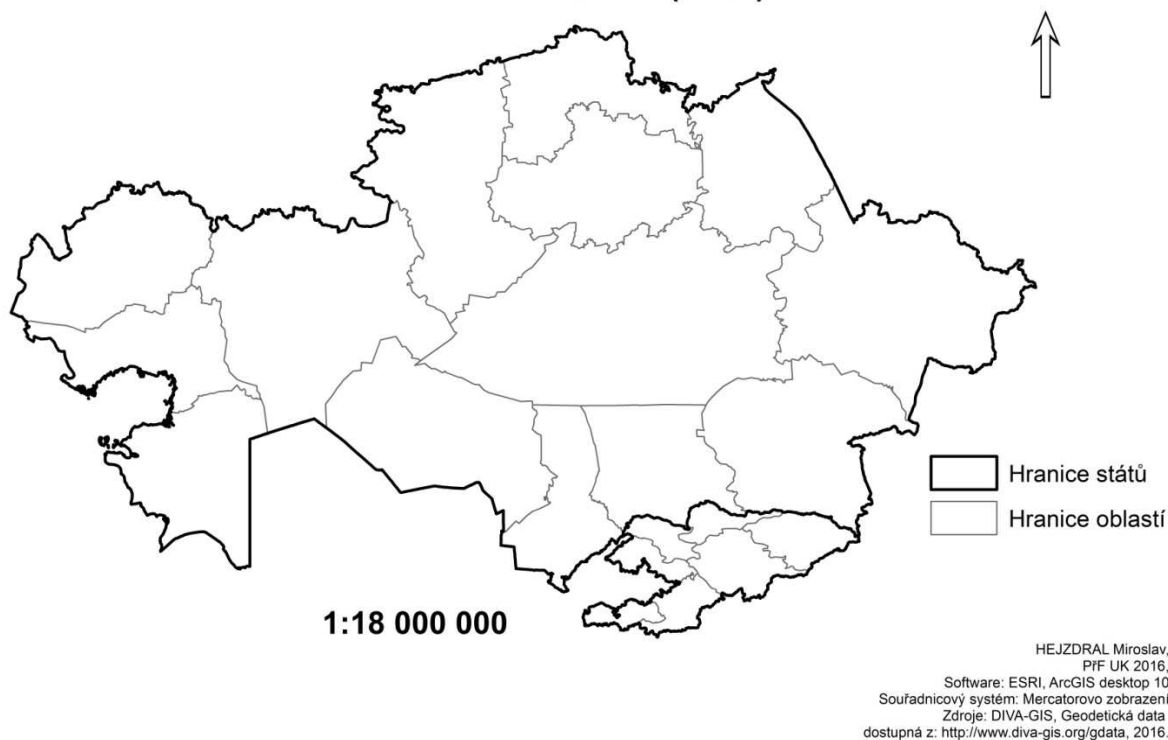 Hranice států
Hranice oblastí
1:18 000 000
HEJZDRAL Miroslav,
PřF UK 2016,
Software: ESRI, ArcGIS desktop 10
Souřadnicový systém: Mercatorovo zobrazení
Zdroje: DIVA-GIS, Geodetická data
dostupná z: http://www.diva-gis.org/gdata, 2016.